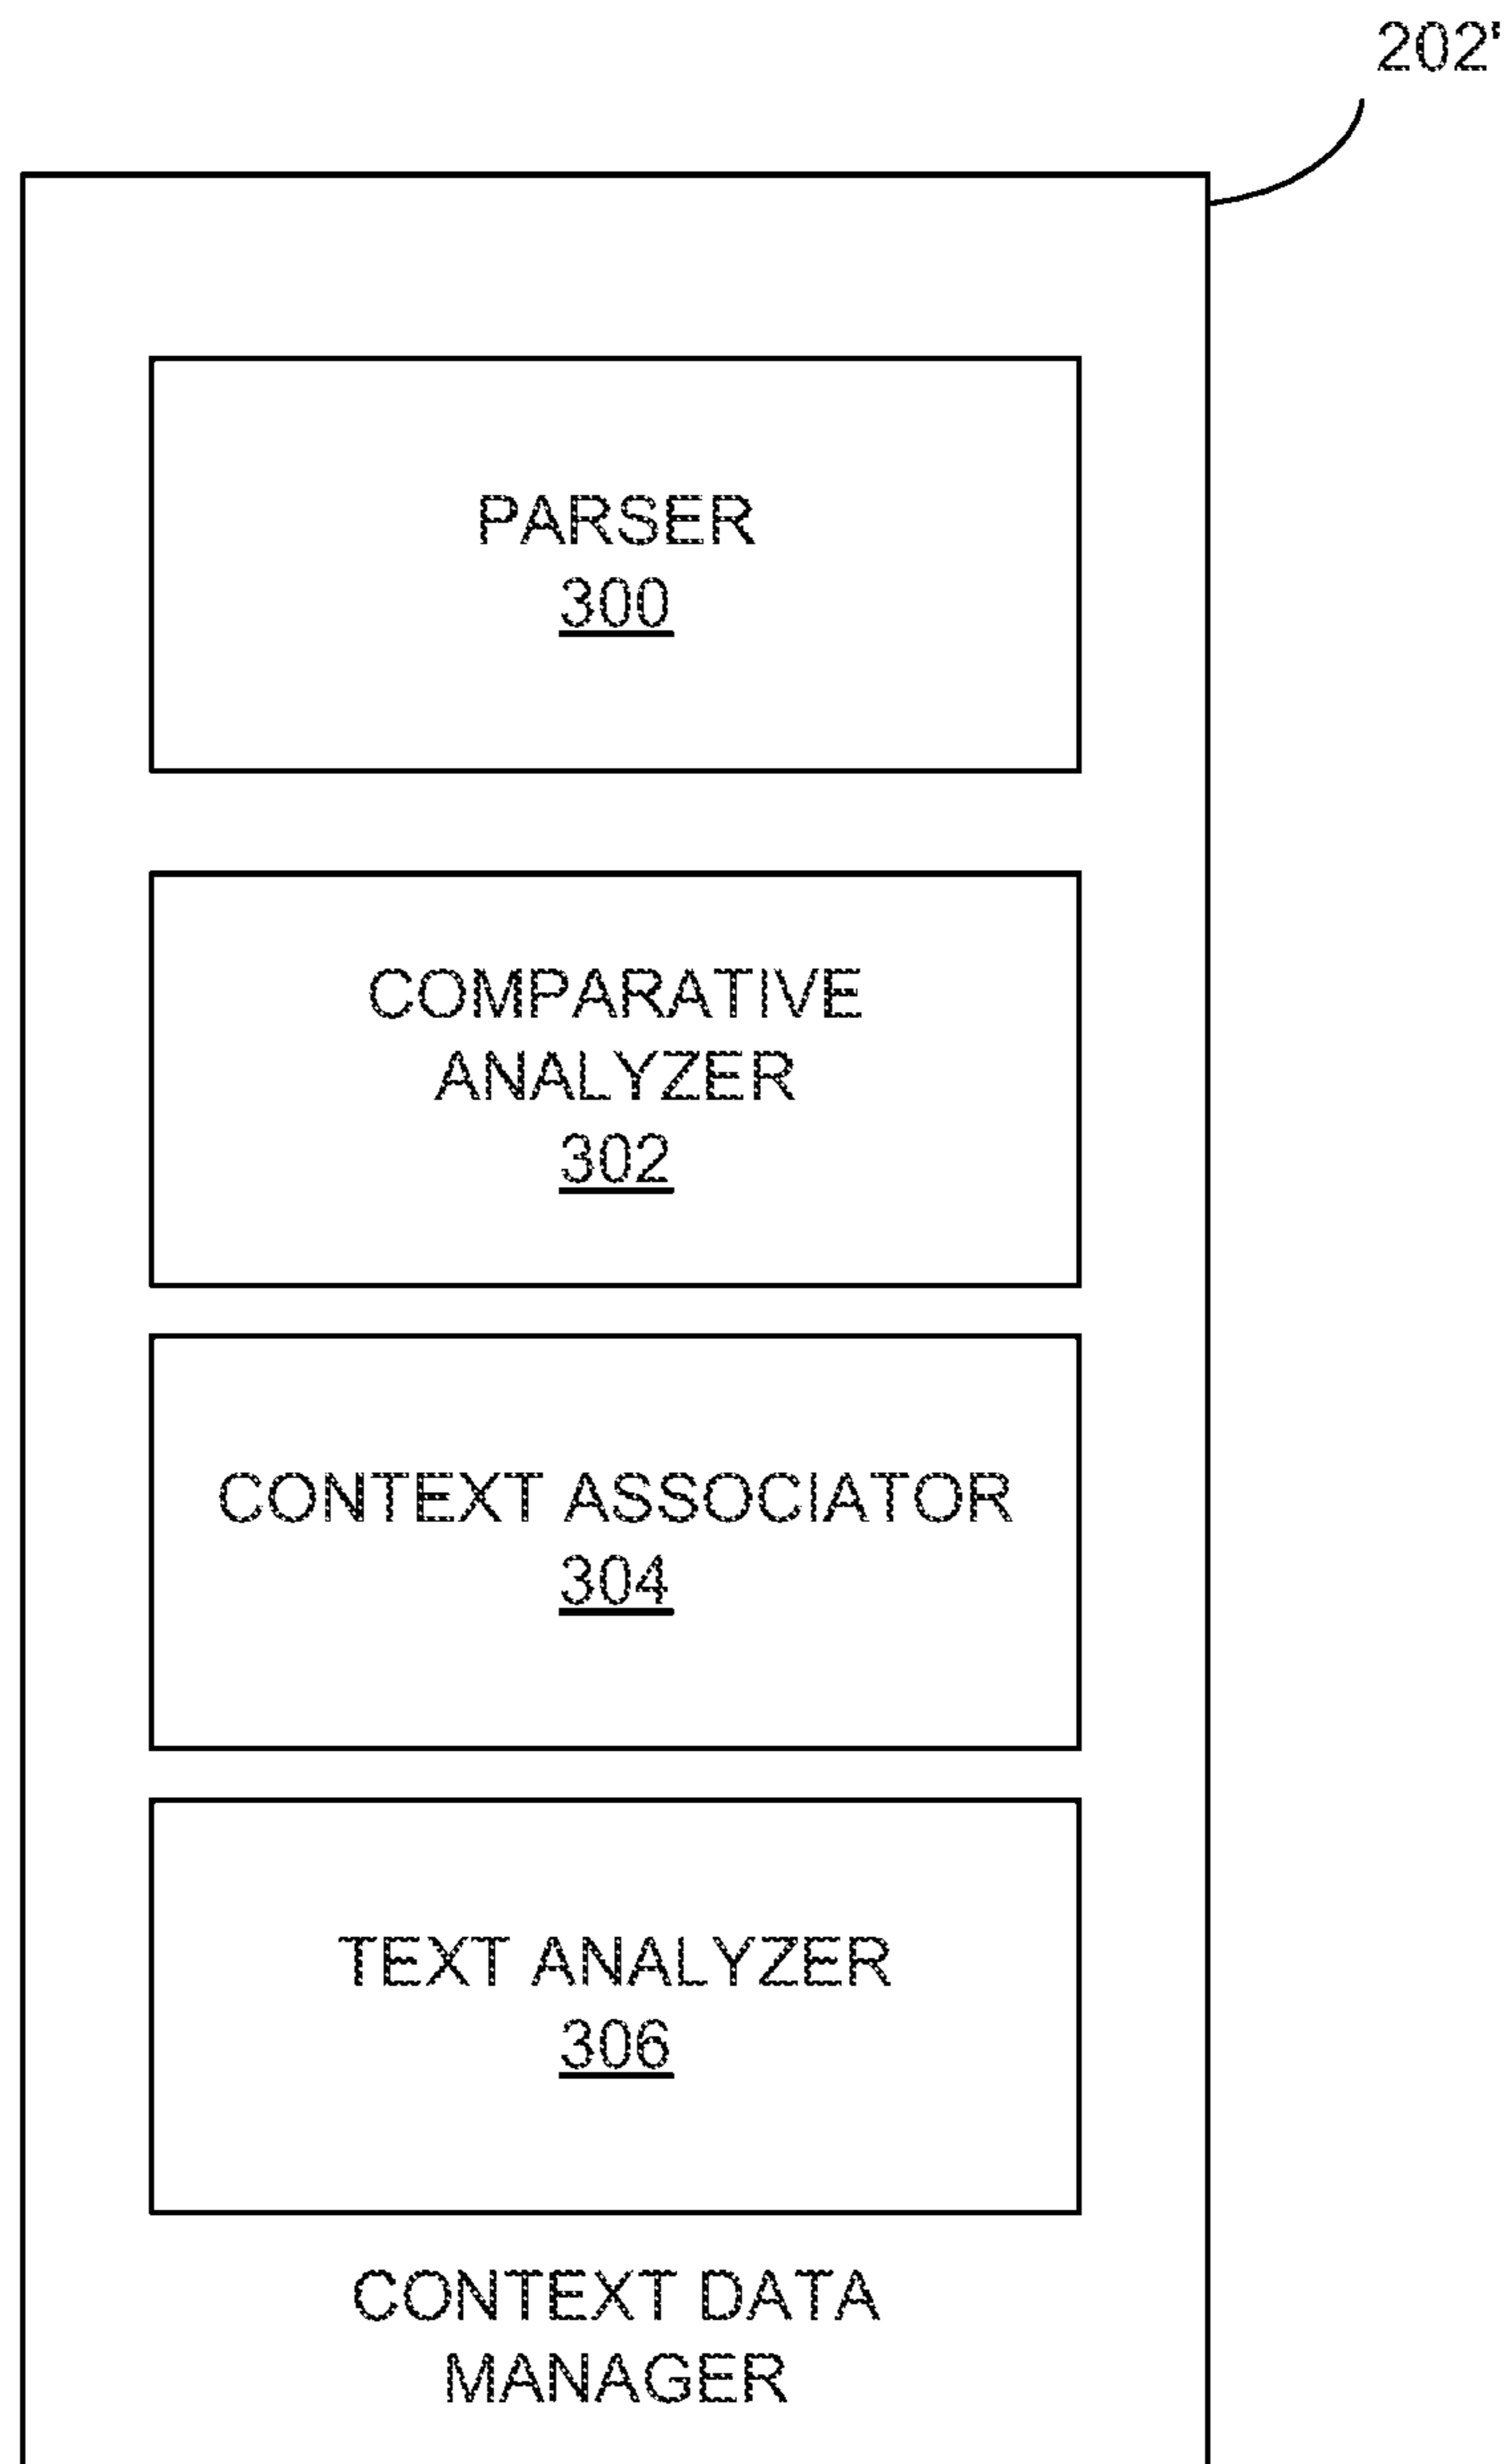 202'
PARSER
300
COMPARATIVE
ANALYZER
302
CONTEXT ASSOCIATOR
304
TEXT ANALYZER
306
CONTEXT DATA
MANAGER